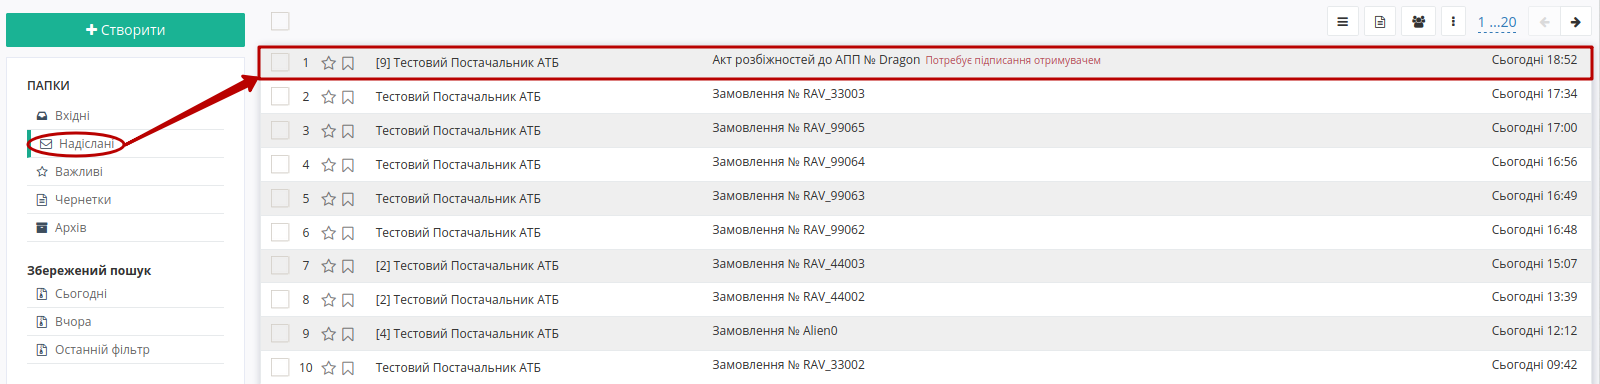 Створити
1 ...20
ПАПКИ
Вхідні
Надіслані
Важливі
Чернетки
Архів
Збережений пошук
Сьогодні
Вчора
Останній фільтр
1 [9] Тестовий Постачальник АТБ Акт розбіжностей до АПП № Dragon Потребує підписання отримувачем Сьогодні 18:52
2 Тестовий Постачальник АТБ Замовлення № RAV_33003 Сьогодні 17:34
3 Тестовий Постачальник АТБ Замовлення № RAV_99065 Сьогодні 17:00
4 Тестовий Постачальник АТБ Замовлення № RAV_99064 Сьогодні 16:56
5 Тестовий Постачальник АТБ Замовлення № RAV_99063 Сьогодні 16:49
6 Тестовий Постачальник АТБ Замовлення № RAV_99062 Сьогодні 16:48
7 [2] Тестовий Постачальник АТБ Замовлення № RAV_44003 Сьогодні 15:07
8 [2] Тестовий Постачальник АТБ Замовлення № RAV_44002 Сьогодні 13:39
9 [4] Тестовий Постачальник АТБ Замовлення № Alien0 Сьогодні 12:12
10 Тестовий Постачальник АТБ Замовлення № RAV_33002 Сьогодні 09:42